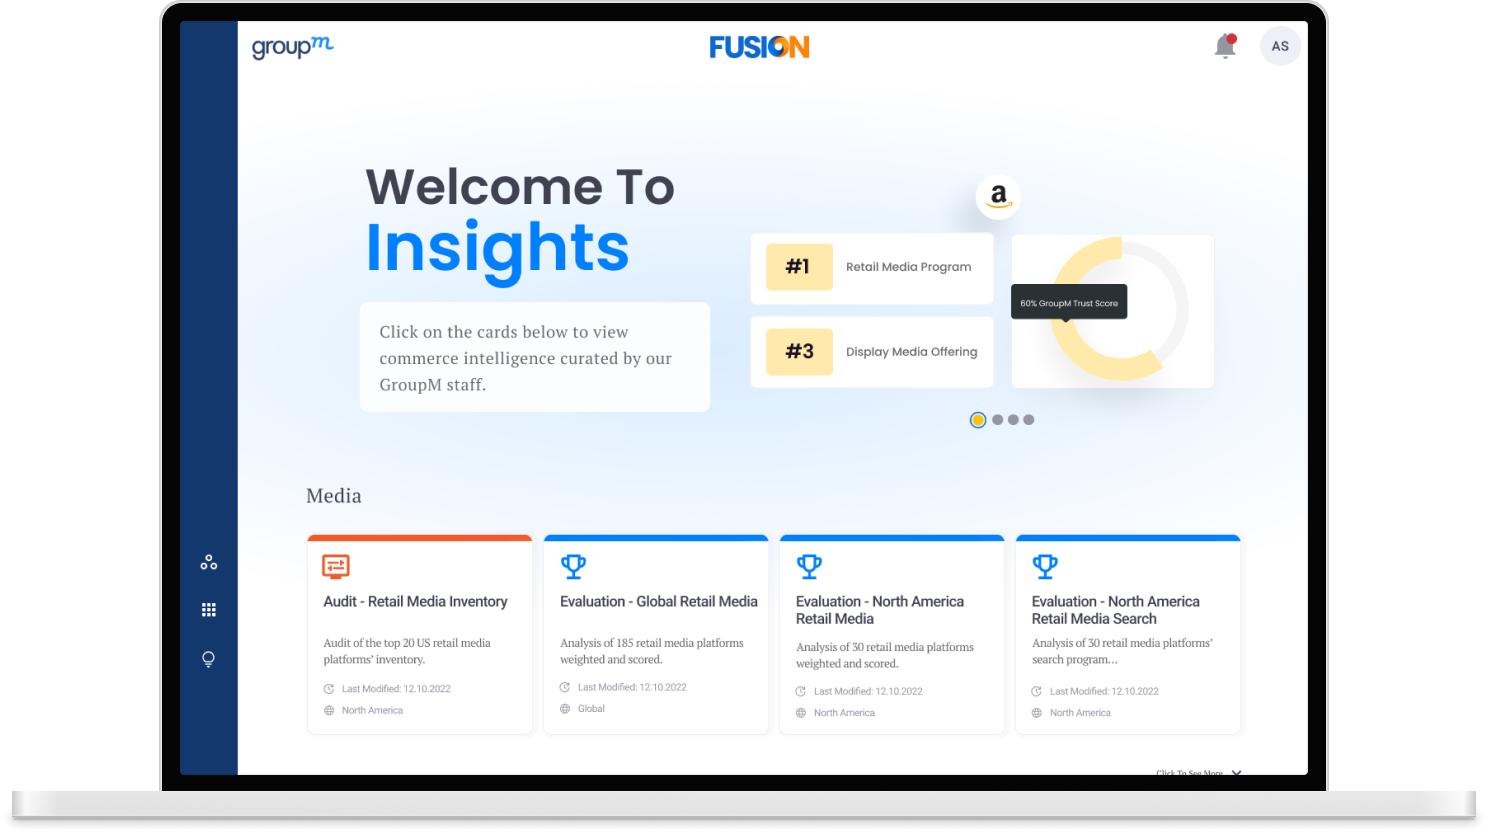 groupm
FUSION
AS
Welcome To
Insights
Click on the cards below to view
commerce intelligence curated by our
GroupM staff.
a
#1 Retail Media Program
60% GroupM Trust Score
#3 Display Media Offering
Media
Audit - Retail Media Inventory
Audit of the top 20 US retail media
platforms’ inventory.
Last Modified: 12.10.2022
North America
Evaluation - Global Retail Media
Analysis of 185 retail media platforms
weighted and scored.
Last Modified: 12.10.2022
Global
Evaluation - North America
Retail Media
Analysis of 30 retail media platforms
weighted and scored.
Last Modified: 12.10.2022
North America
Evaluation - North America
Retail Media Search
Analysis of 30 retail media platforms’
search program...
Last Modified: 12.10.2022
North America
Click To See More